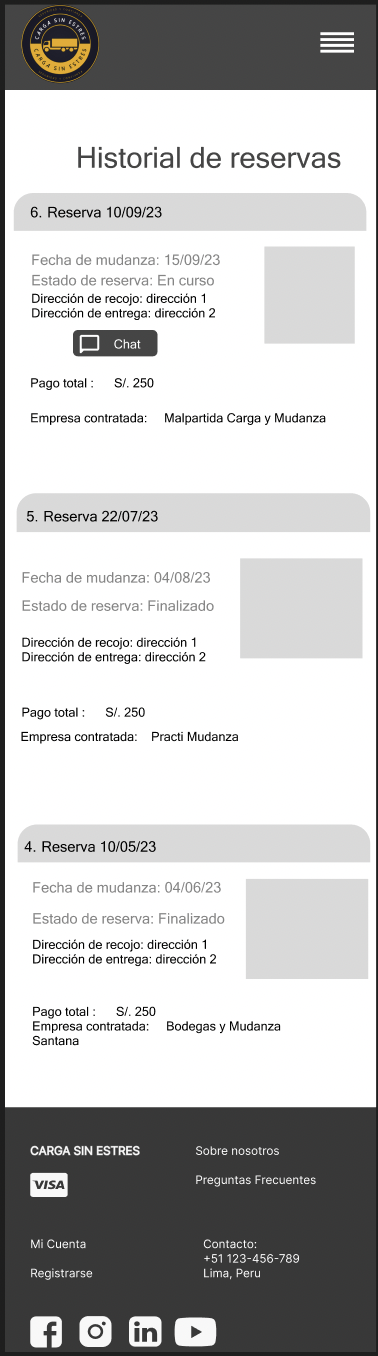 CARGA SIN ESTRES
CARGA SIN ESTRES
Historial de reservas
6. Reserva 10/09/23
Fecha de mudanza: 15/09/23
Estado de reserva: En curso
Dirección de recojo: dirección 1
Dirección de entrega: dirección 2
Chat
Pago total : S/. 250
Empresa contratada: Malpartida Carga y Mudanza
5. Reserva 22/07/23
Fecha de mudanza: 04/08/23
Estado de reserva: Finalizado
Dirección de recojo: dirección 1
Dirección de entrega: dirección 2
Pago total : S/. 250
Empresa contratada: Practi Mudanza
4. Reserva 10/05/23
Fecha de mudanza: 04/06/23
Estado de reserva: Finalizado
Dirección de recojo: dirección 1
Dirección de entrega: dirección 2
Pago total : S/. 250
Empresa contratada: Bodegas y Mudanza
Santana
CARGA SIN ESTRES
VISA
Sobre nosotros
Preguntas Frecuentes
Mi Cuenta
Registrarse
Contacto:
+51 123-456-789
Lima, Peru